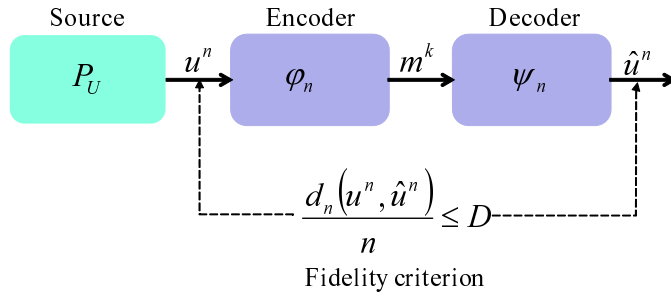 Source Encoder Decoder
P_U u^n φ_n m^k ψ_n û^n
d_n(u^n, û^n)
n
≤ D
Fidelity criterion